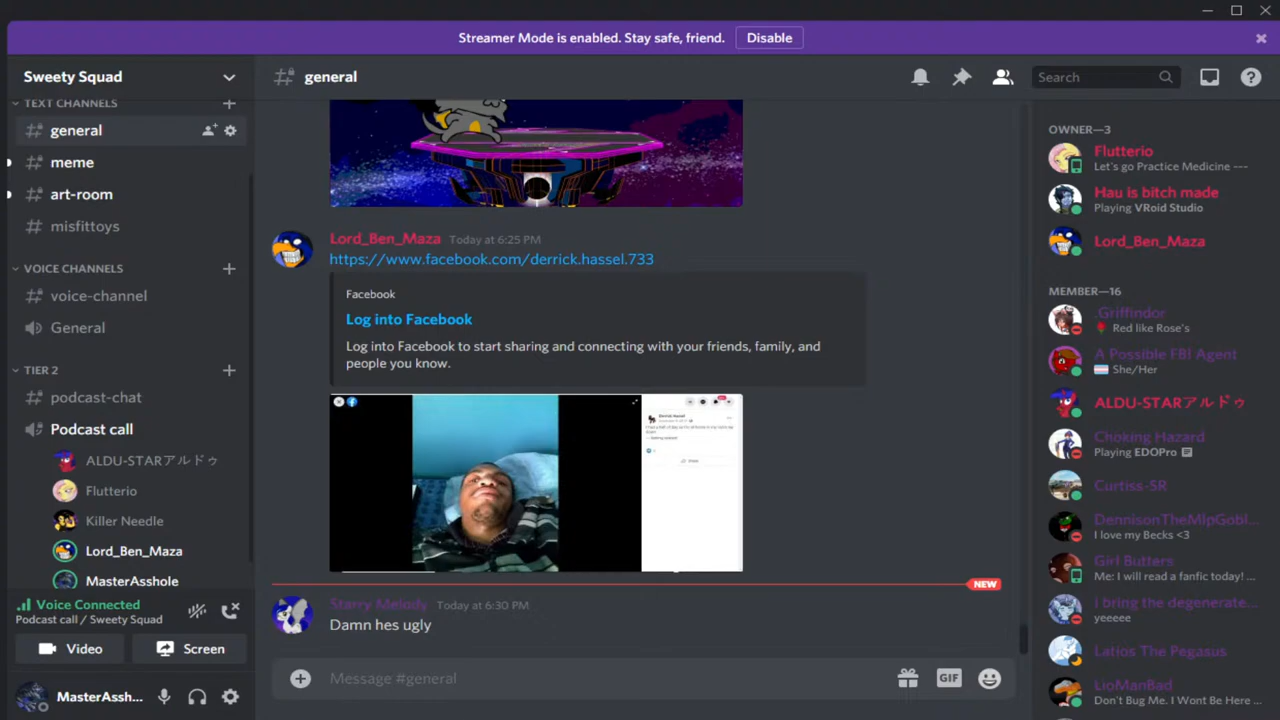 Streamer Mode is enabled. Stay safe, friend.
Disable
Sweety Squad
TEXT CHANNELS
general
meme
art-room
misfittoys
VOICE CHANNELS
voice-channel
General
TIER 2
podcast-chat
Podcast call
ALDU-STARアルドゥ
Flutterio
Killer Needle
Lord_Ben_Maza
MasterAsshole
Voice Connected
Podcast call / Sweety Squad
Video
Screen
MasterAssh...
general
Search
Lord_Ben_Maza Today at 6:25 PM
https://www.facebook.com/derrick.hassel.733
Facebook
Log into Facebook
Log into Facebook to start sharing and connecting with your friends, family, and
people you know.
Derrick Hassel
NEW
Starry Melody Today at 6:30 PM
Damn hes ugly
Message #general
GIF
OWNER—3
Flutterio
Let's go Practice Medicine ----
Hau is bitch made
Playing VRoid Studio
Lord_Ben_Maza
MEMBER—16
.Griffindor
Red like Rose's
A Possible FBI Agent
She/Her
ALDU-STARアルドゥ
Choking Hazard
Playing EDOPro
Curtiss-SR
DennisonTheMlpGobl...
I love my Becks <3
Girl Butters
Me: I will read a fanfic today! ...
i bring the degenerate...
yeeeee
Latios The Pegasus
LioManBad
Don't Bug Me. I Wont Be Here ...